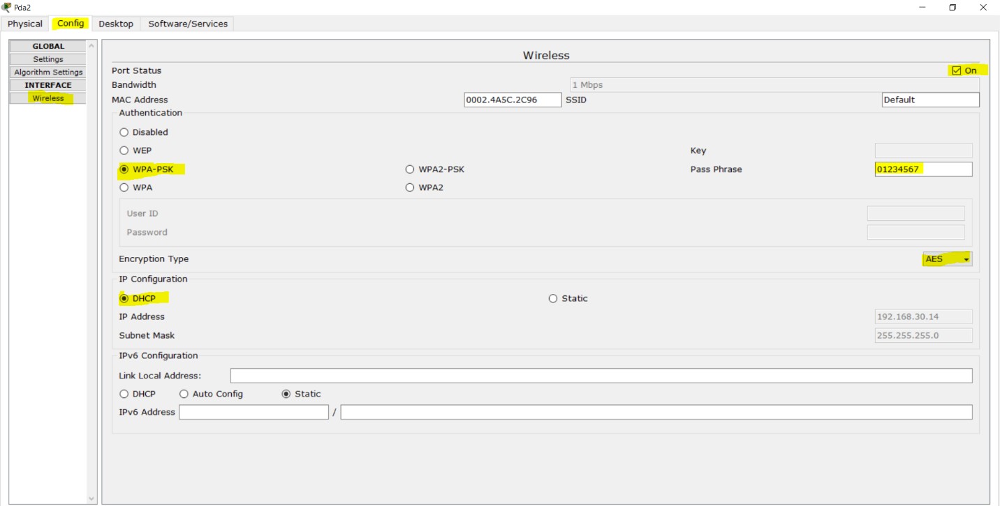 Pda2
Physical Config Desktop Software/Services
GLOBAL
Settings
Algorithm Settings
INTERFACE
Wireless
Wireless
Port Status On
Bandwidth 1 Mbps
MAC Address 0002.4A5C.2C96 SSID Default
Authentication
Disabled
WEP Key
WPA-PSK WPA2-PSK Pass Phrase 01234567
WPA WPA2
User ID
Password
Encryption Type AES
IP Configuration
DHCP Static
IP Address 192.168.30.14
Subnet Mask 255.255.255.0
IPv6 Configuration
Link Local Address:
DHCP Auto Config Static
IPv6 Address /